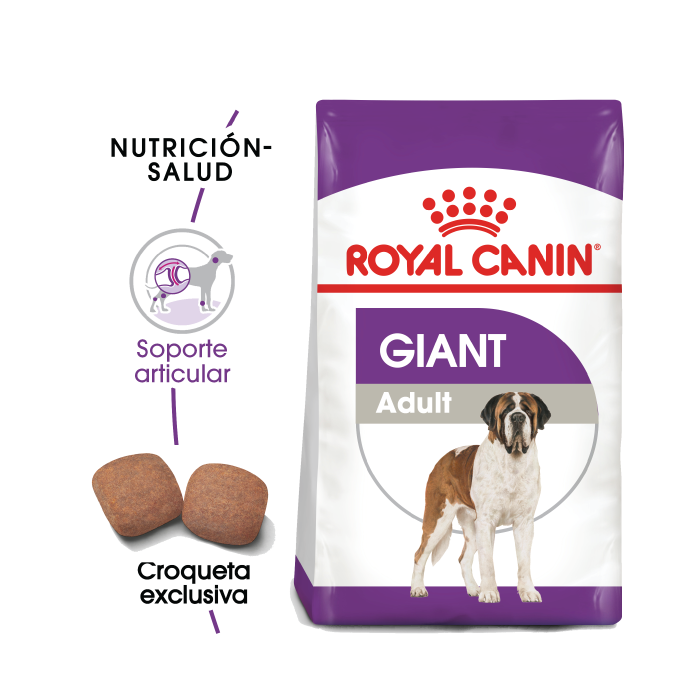 NUTRICIÓN-
SALUD
Soporte
articular
Croqueta
exclusiva
ROYAL CANIN®
GIANT
Adult